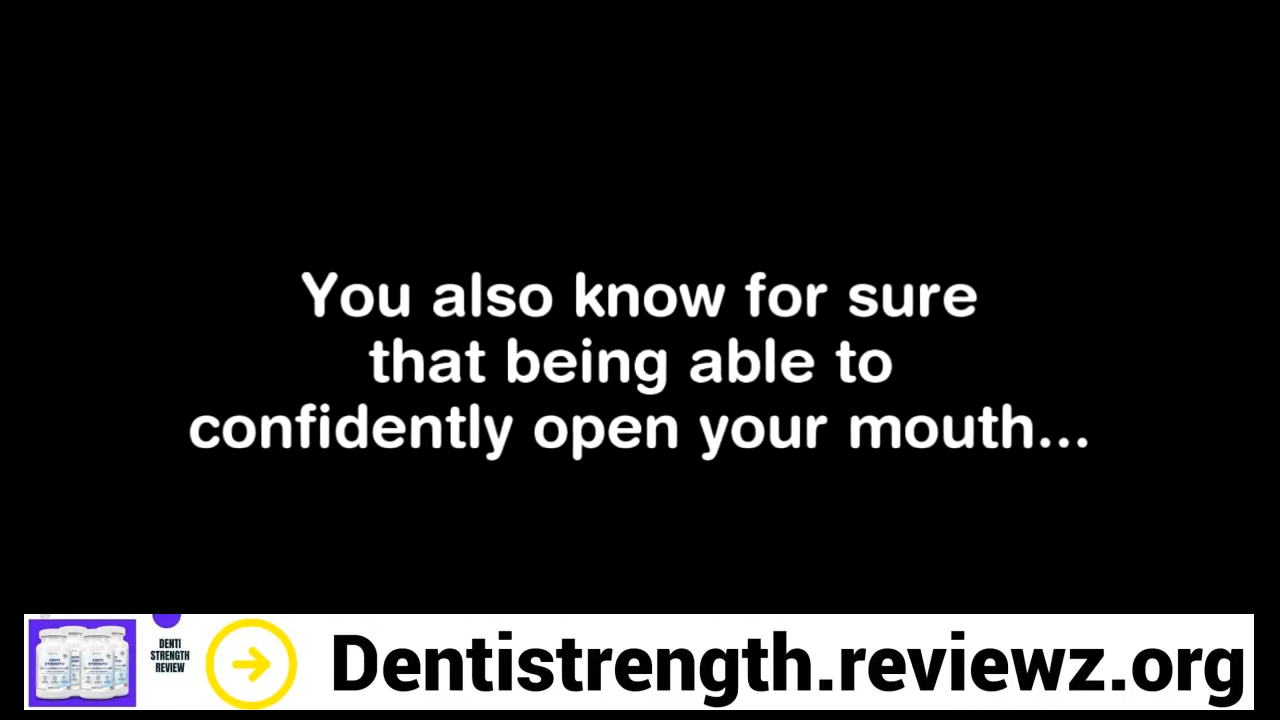 You also know for sure
that being able to
confidently open your mouth...
DENTI
STRENGTH
REVIEW
Dentistrength.reviewz.org